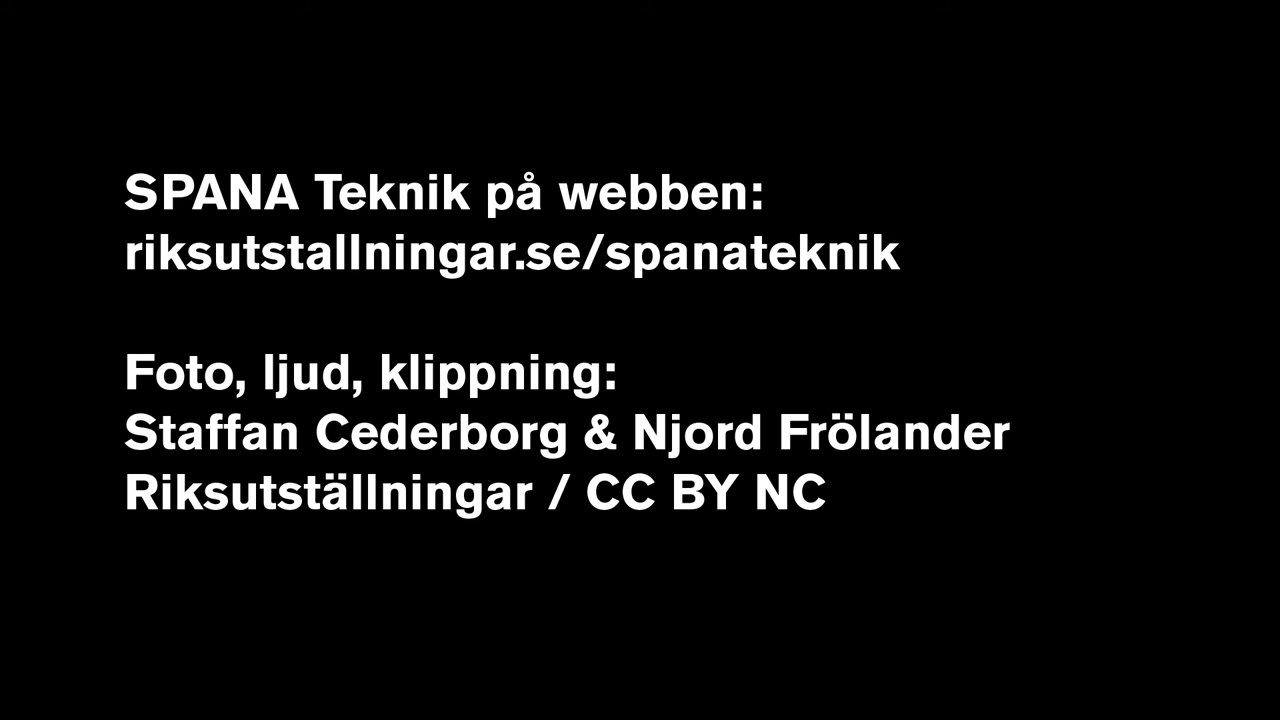 SPANA Teknik på webben:
riksutstallningar.se/spanateknik
Foto, ljud, klippning:
Staffan Cederborg & Njord Frölander
Riksutställningar / CC BY NC